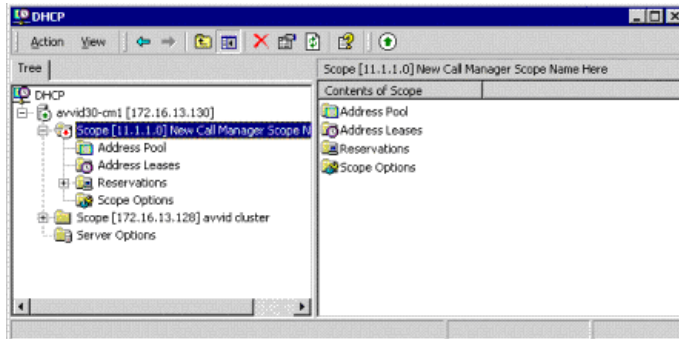 DHCP
Action View
Tree
Scope [11.1.1.0] New Call Manager Scope Name Here
DHCP
avvid30-cm1 [172.16.13.130]
Scope [11.1.1.0] New Call Manager Scope N
Address Pool
Address Leases
Reservations
Scope Options
Scope [172.16.13.128] avvid cluster
Server Options
Contents of Scope
Address Pool
Address Leases
Reservations
Scope Options